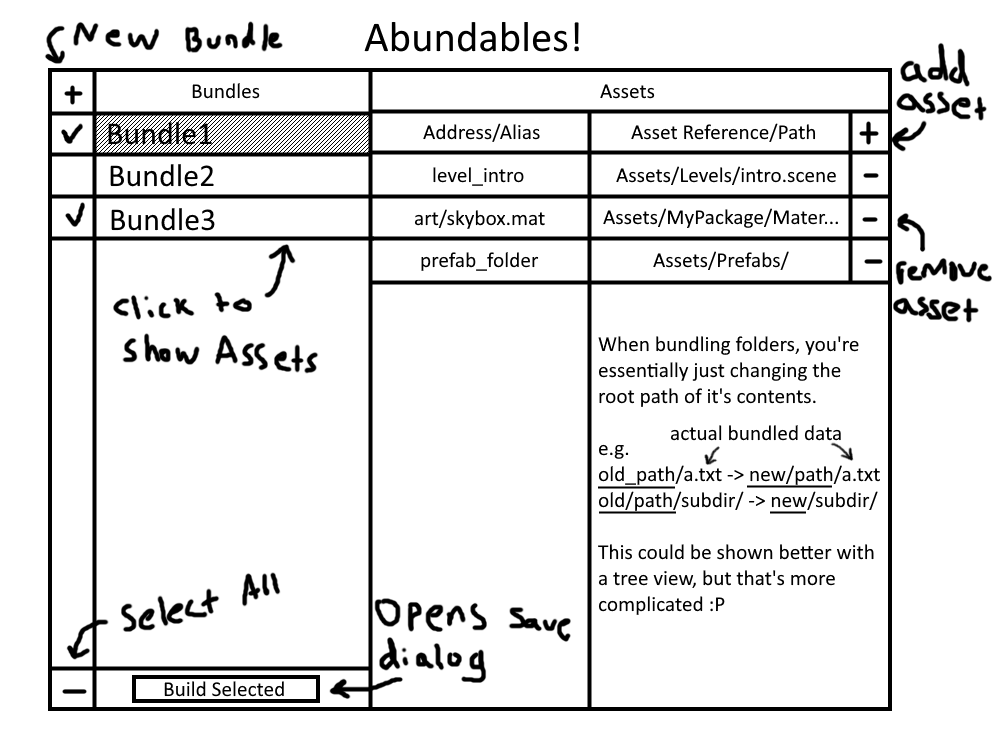 New Bundle
Abundables!
add
asset
+ Bundles Assets
✓ Bundle1 Address/Alias Asset Reference/Path +
Bundle2 level_intro Assets/Levels/intro.scene -
✓ Bundle3 art/skybox.mat Assets/MyPackage/Mater... -
prefab_folder Assets/Prefabs/ -
remove
asset
click to
show Assets
When bundling folders, you're
essentially just changing the
root path of it's contents.
actual bundled data
e.g.
old_path/a.txt -> new/path/a.txt
old/path/subdir/ -> new/subdir/
This could be shown better with
a tree view, but that's more
complicated :P
Select All
Opens save
dialog
- Build Selected